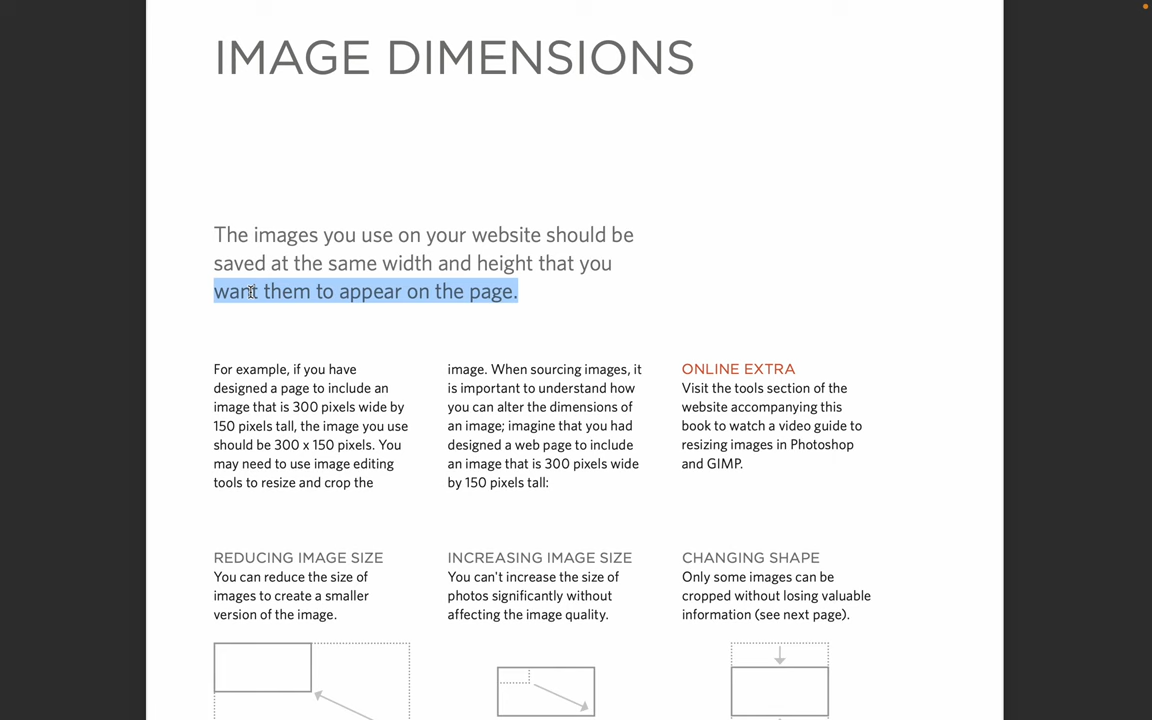 IMAGE DIMENSIONS
The images you use on your website should be
saved at the same width and height that you
want them to appear on the page.
For example, if you have
designed a page to include an
image that is 300 pixels wide by
150 pixels tall, the image you use
should be 300 x 150 pixels. You
may need to use image editing
tools to resize and crop the
image. When sourcing images, it
is important to understand how
you can alter the dimensions of
an image; imagine that you had
designed a web page to include
an image that is 300 pixels wide
by 150 pixels tall:
ONLINE EXTRA
Visit the tools section of the
website accompanying this
book to watch a video guide to
resizing images in Photoshop
and GIMP.
REDUCING IMAGE SIZE
You can reduce the size of
images to create a smaller
version of the image.
INCREASING IMAGE SIZE
You can't increase the size of
photos significantly without
affecting the image quality.
CHANGING SHAPE
Only some images can be
cropped without losing valuable
information (see next page).